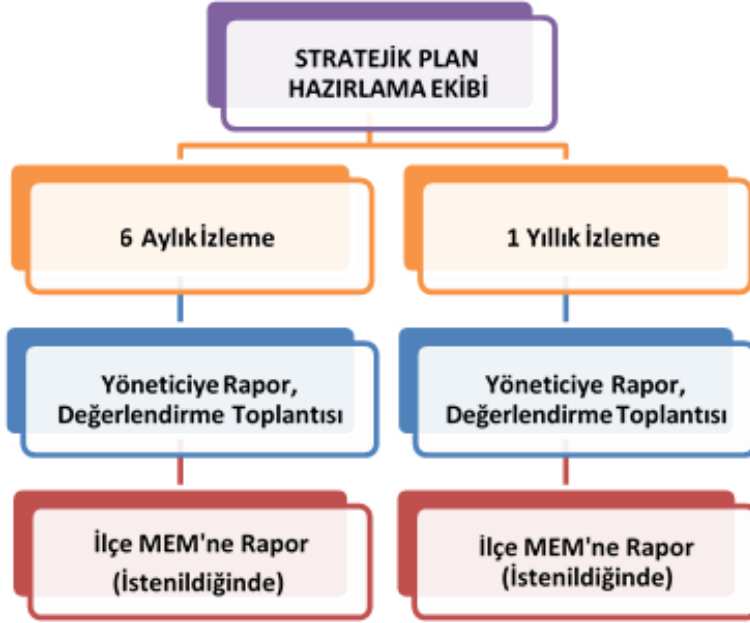 STRATEJİK PLAN
HAZIRLAMA EKİBİ
6 Aylık İzleme
1 Yıllık İzleme
Yöneticiye Rapor,
Değerlendirme Toplantısı
Yöneticiye Rapor,
Değerlendirme Toplantısı
İlçe MEM'ne Rapor
(İstenildiğinde)
İlçe MEM'ne Rapor
(İstenildiğinde)